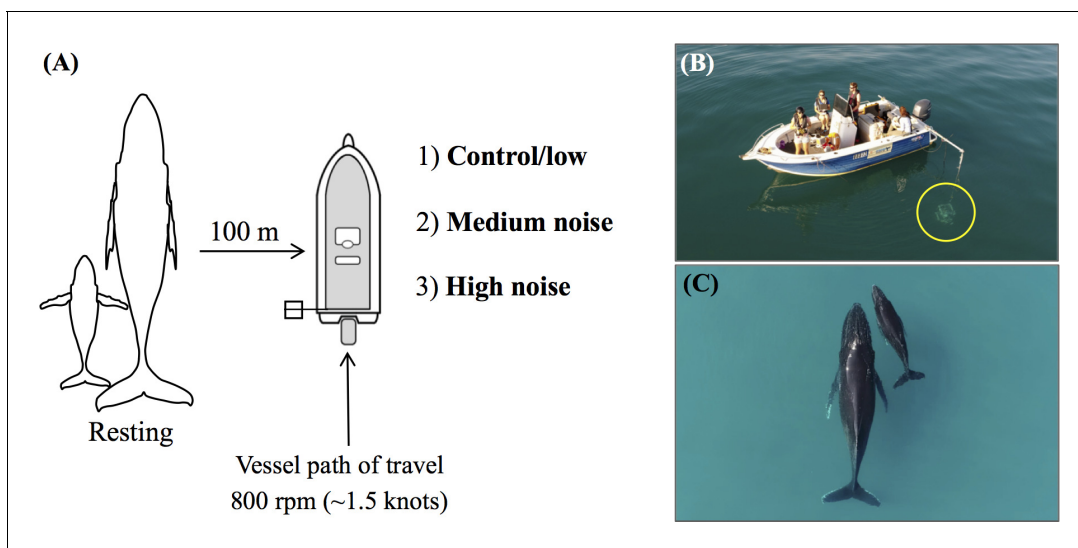 (A)
100 m
1) Control/low
2) Medium noise
3) High noise
Resting
Vessel path of travel
800 rpm (~1.5 knots)
(B)
(C)